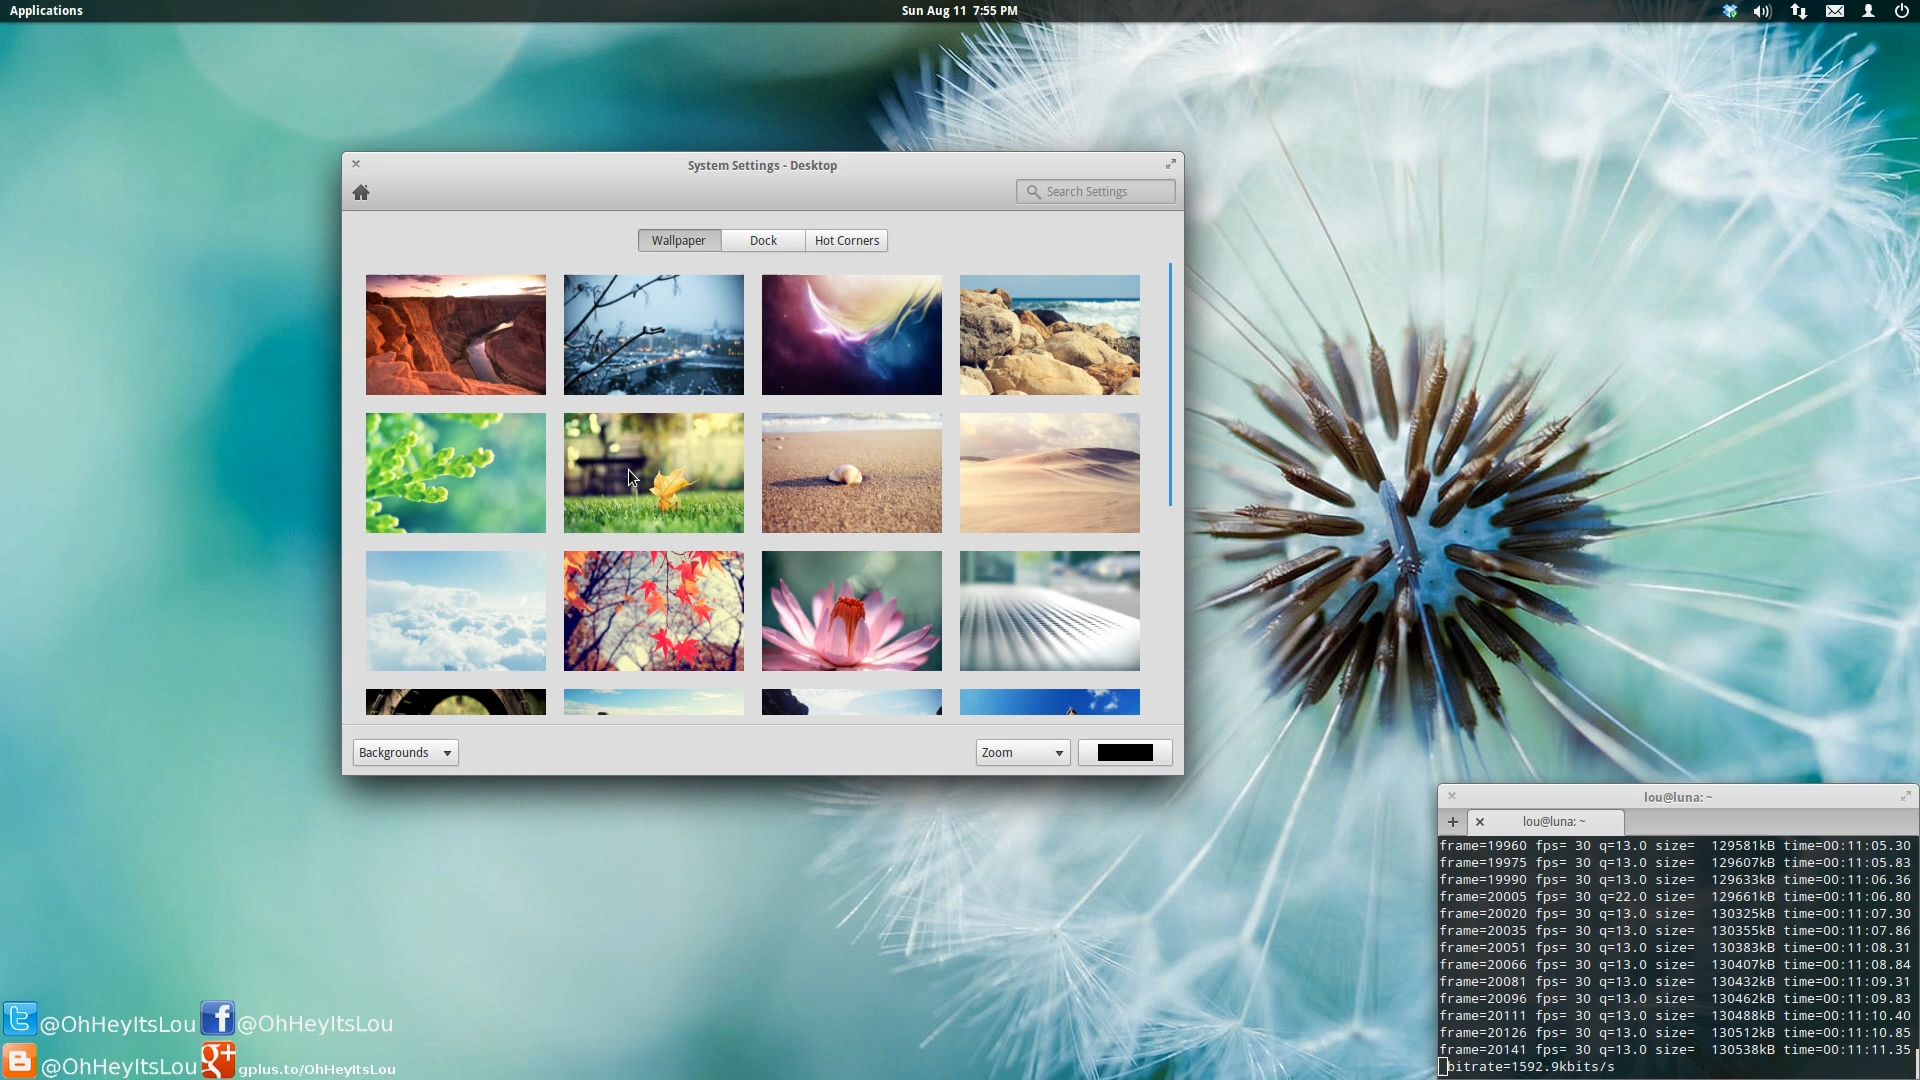 Applications
Sun Aug 11 7:55 PM
System Settings - Desktop
Search Settings
Wallpaper Dock Hot Corners
Backgrounds
Zoom
lou@luna: ~
lou@luna: ~
frame=19960 fps= 30 q=13.0 size= 129581kB time=00:11:05.30
frame=19975 fps= 30 q=13.0 size= 129607kB time=00:11:05.83
frame=19990 fps= 30 q=13.0 size= 129633kB time=00:11:06.36
frame=20005 fps= 30 q=22.0 size= 129661kB time=00:11:06.80
frame=20020 fps= 30 q=13.0 size= 130325kB time=00:11:07.30
frame=20035 fps= 30 q=13.0 size= 130355kB time=00:11:07.86
frame=20051 fps= 30 q=13.0 size= 130383kB time=00:11:08.31
frame=20066 fps= 30 q=13.0 size= 130407kB time=00:11:08.84
frame=20081 fps= 30 q=13.0 size= 130432kB time=00:11:09.31
frame=20096 fps= 30 q=13.0 size= 130462kB time=00:11:09.83
frame=20111 fps= 30 q=13.0 size= 130488kB time=00:11:10.40
frame=20126 fps= 30 q=13.0 size= 130512kB time=00:11:10.85
frame=20141 fps= 30 q=13.0 size= 130538kB time=00:11:11.35
bitrate=1592.9kbits/s
@OhHeyItsLou @OhHeyItsLou
@OhHeyItsLou gplus.to/OhHeyItsLou